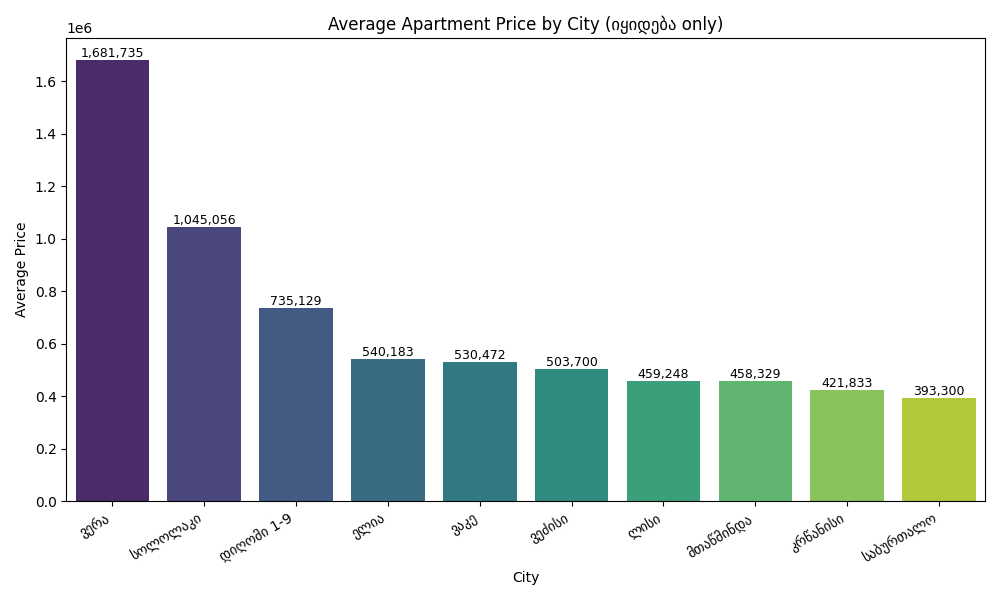 Average Apartment Price by City (იყიდება only)
1e6
1,681,735
1,045,056
735,129
540,183
530,472
503,700
459,248
458,329
421,833
393,300
1.6
1.4
1.2
1.0
0.8
0.6
0.4
0.2
0.0
Average Price
ვერა
სოლოლაკი
დიღომი 1-9
ელია
ვაკე
ვეძისი
ლისი
მთაწმინდა
კრწანისი
საბურთალო
City